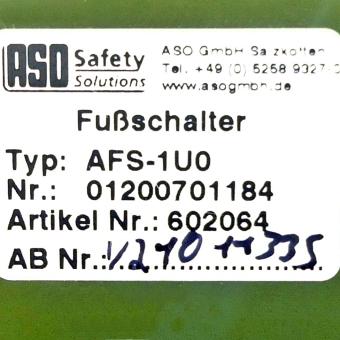 ASO Safety Solutions
ASO GmbH Salzkotten
Tel. +49 (0) 5258 9327-0
www.asogmbh.de
Fußschalter
Typ: AFS-1U0
Nr.: 01200701184
Artikel Nr.: 602064
AB Nr.: